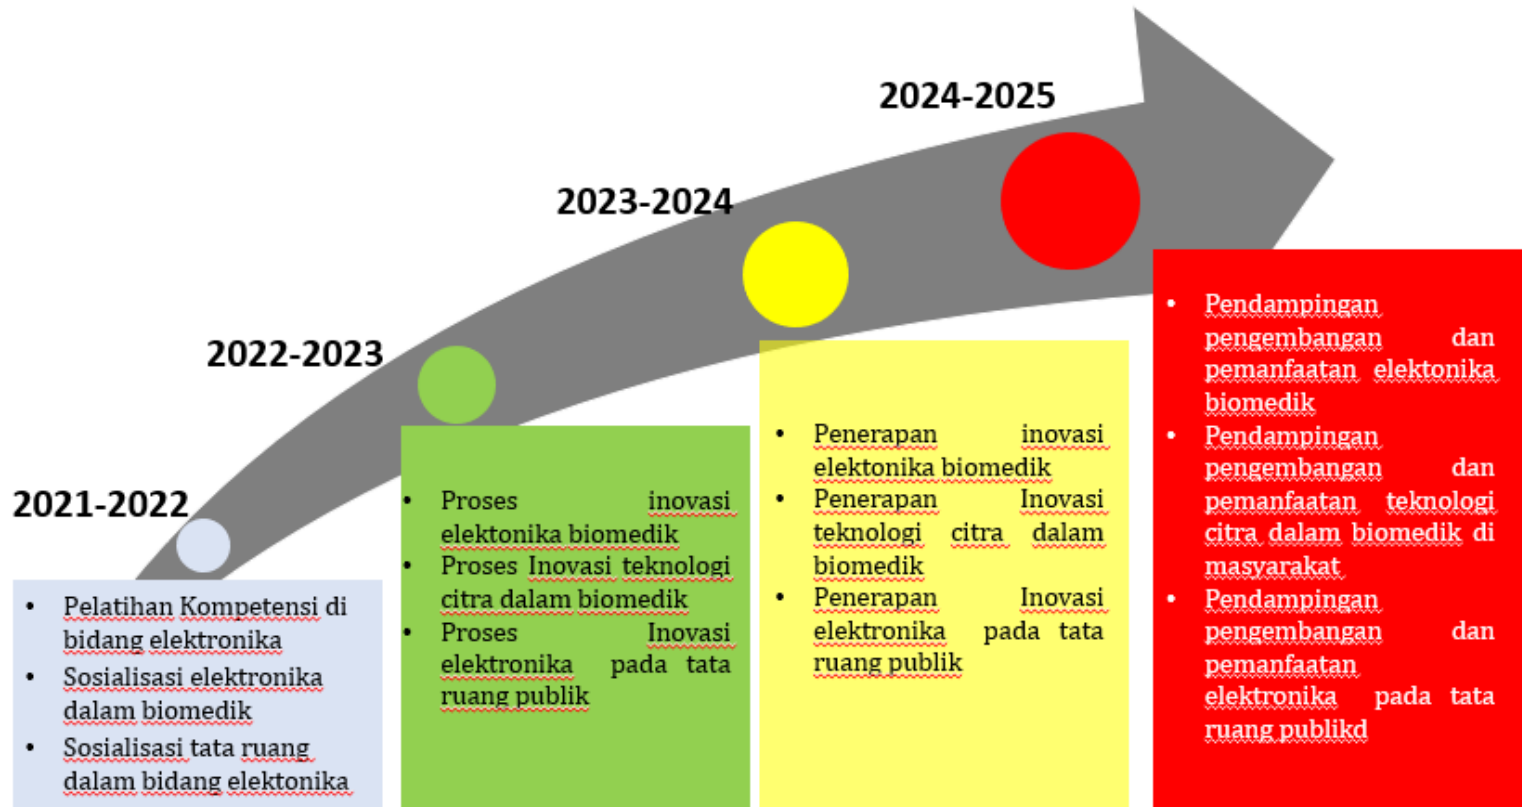 2021-2022
• Pelatihan Kompetensi di
bidang elektronika
• Sosialisasi elektronika
dalam biomedik
• Sosialisasi tata ruang
dalam bidang elektonika
2022-2023
• Proses inovasi
elektonika biomedik
• Proses Inovasi teknologi
citra dalam biomedik
• Proses Inovasi
elektronika pada tata
ruang publik
2023-2024
• Penerapan inovasi
elektonika biomedik
• Penerapan Inovasi
teknologi citra dalam
biomedik
• Penerapan Inovasi
elektronika pada tata
ruang publik
2024-2025
• Pendampingan
pengembangan dan
pemanfaatan elektonika
biomedik
• Pendampingan
pengembangan dan
pemanfaatan teknologi
citra dalam biomedik di
masyarakat
• Pendampingan
pengembangan dan
pemanfaatan
elektronika pada tata
ruang publikd